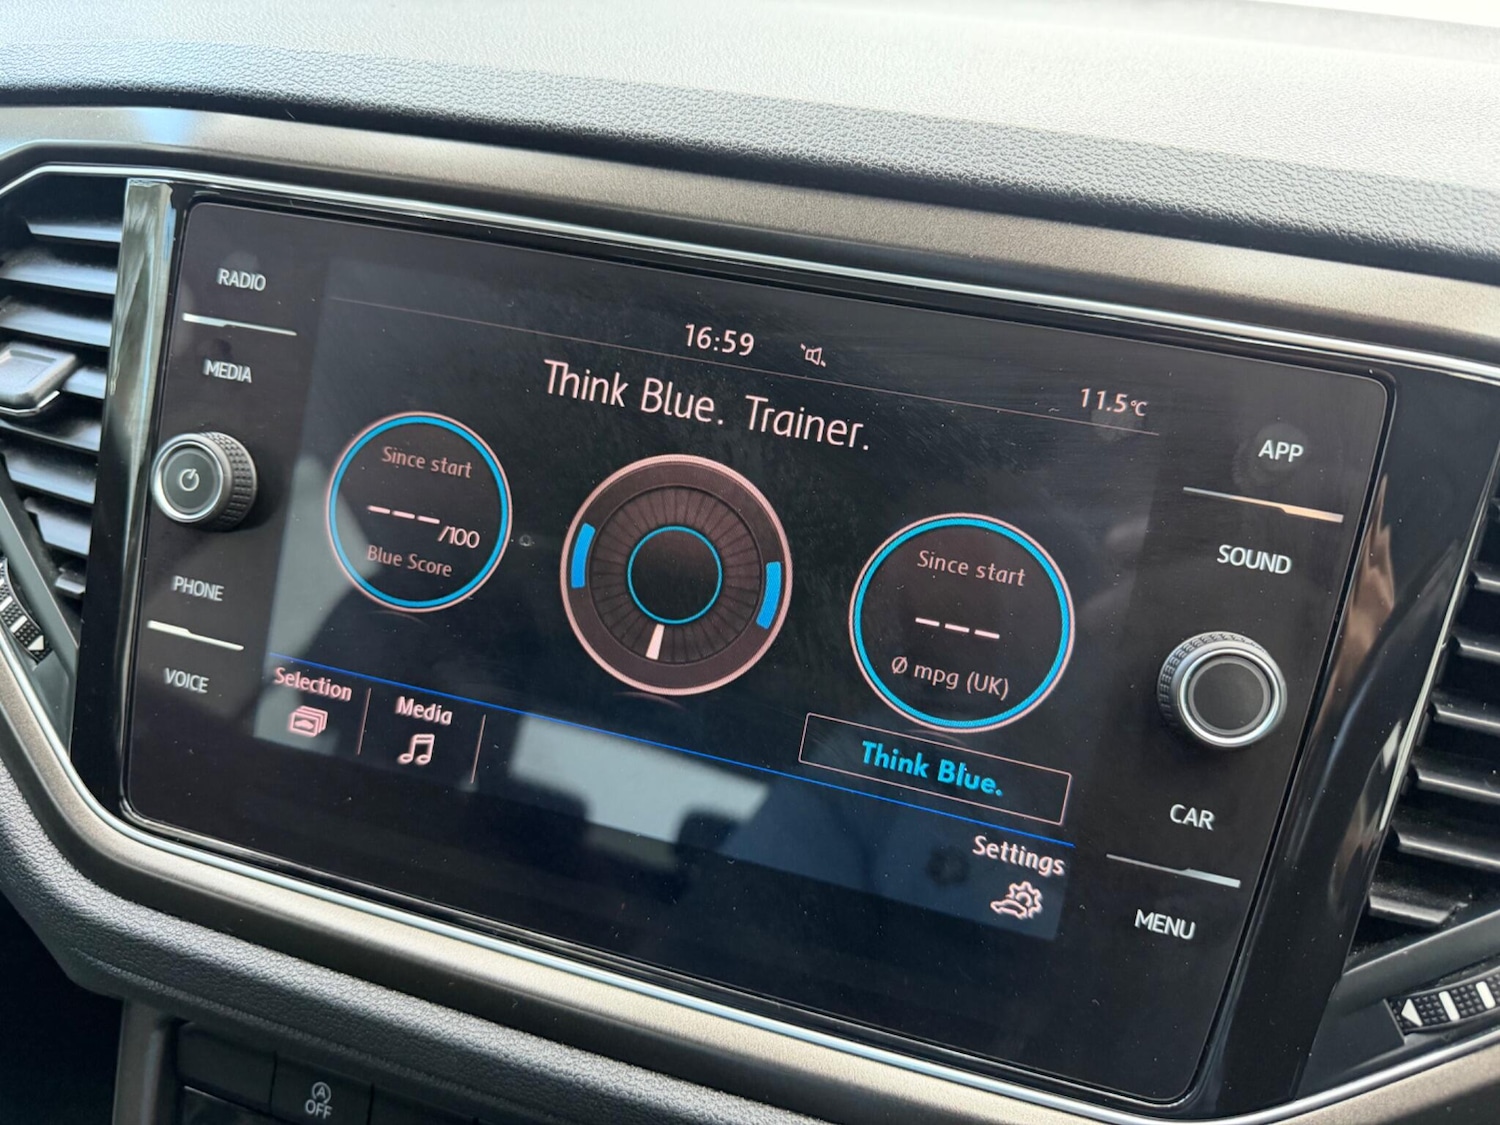 RADIO
MEDIA
PHONE
VOICE
16:59
11.5°C
Think Blue. Trainer.
Since start
---/100
Blue Score
Since start
---
Ø mpg (UK)
Think Blue.
Selection
Media
Settings
APP
SOUND
CAR
MENU
A
OFF